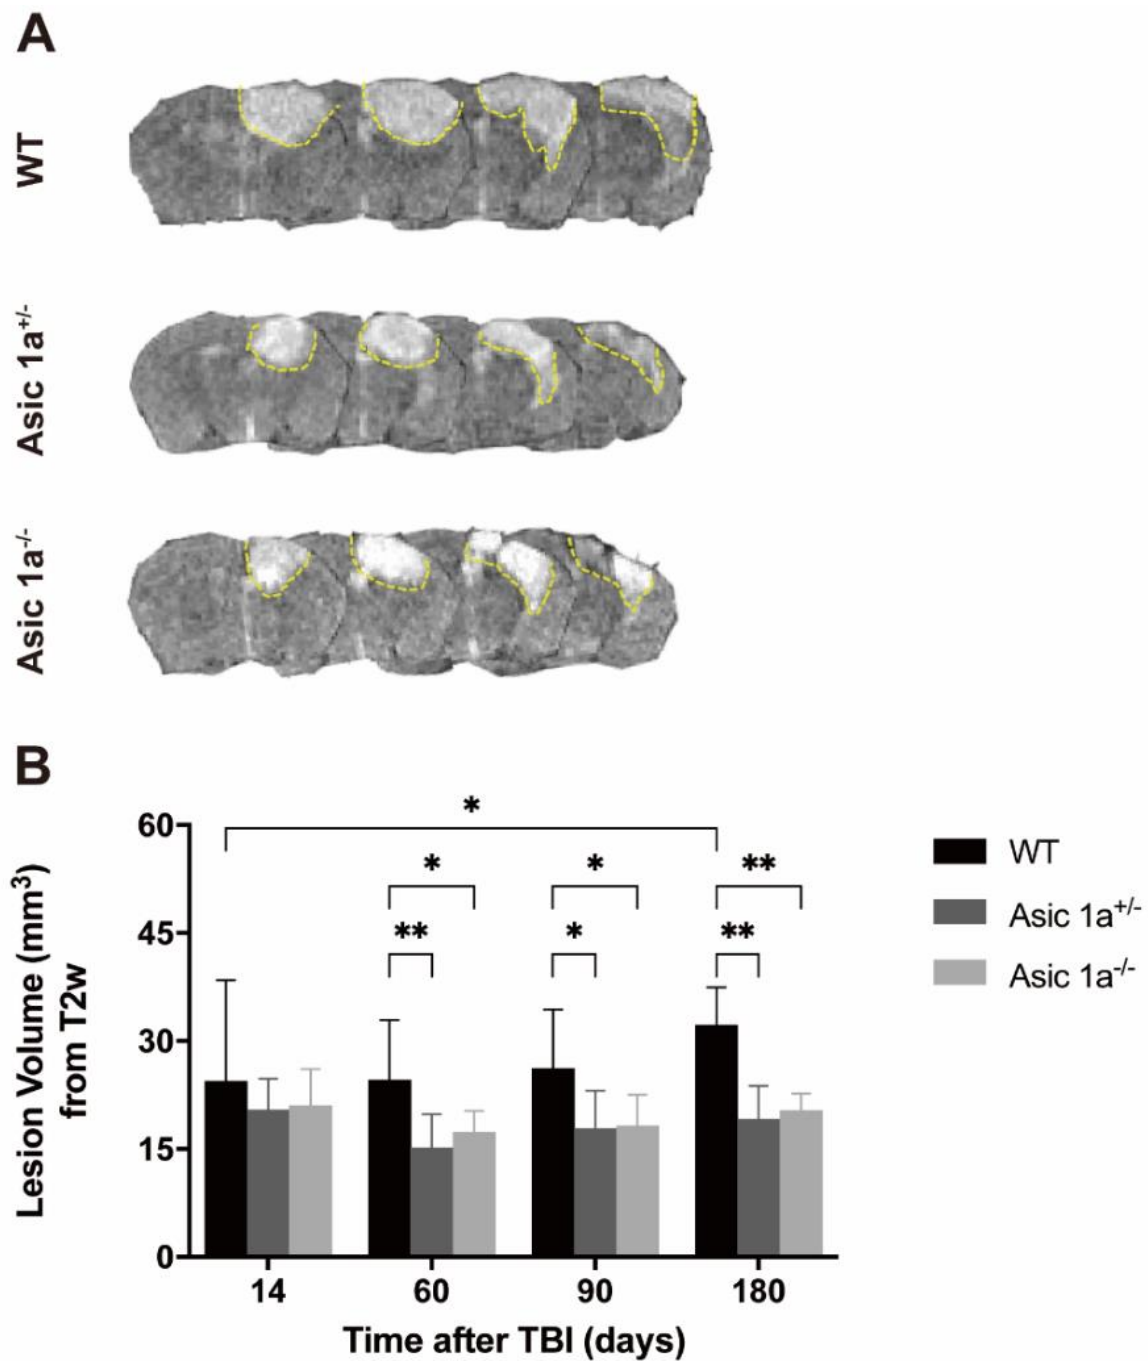 A
WT
Asic 1a+/-
Asic 1a-/-
B
Lesion Volume (mm3)
from T2w
60
45
30
15
0
*
*
**
*
*
**
**
14
60
90
180
Time after TBI (days)
WT
Asic 1a+/-
Asic 1a-/-